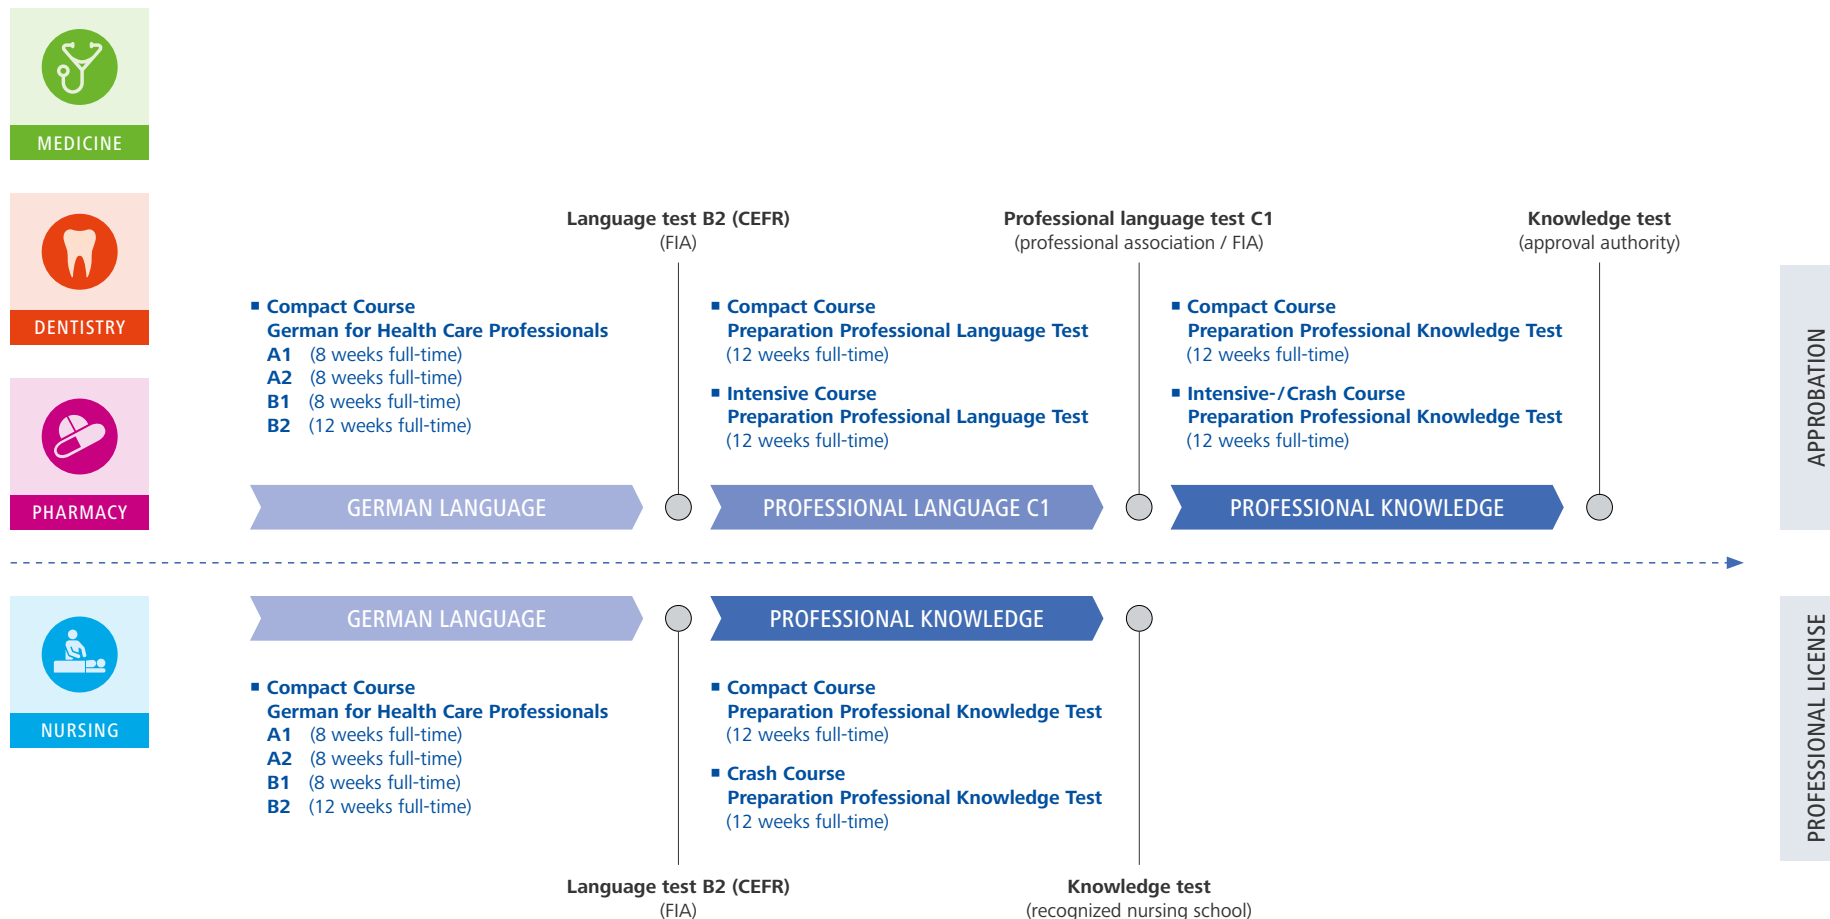 MEDICINE
DENTISTRY
PHARMACY
Language test B2 (CEFR)
(FIA)
Professional language test C1
(professional association / FIA)
Knowledge test
(approval authority)
▪ Compact Course
German for Health Care Professionals
A1 (8 weeks full-time)
A2 (8 weeks full-time)
B1 (8 weeks full-time)
B2 (12 weeks full-time)
▪ Compact Course
Preparation Professional Language Test
(12 weeks full-time)
▪ Intensive Course
Preparation Professional Language Test
(12 weeks full-time)
▪ Compact Course
Preparation Professional Knowledge Test
(12 weeks full-time)
▪ Intensive-/Crash Course
Preparation Professional Knowledge Test
(12 weeks full-time)
GERMAN LANGUAGE
PROFESSIONAL LANGUAGE C1
PROFESSIONAL KNOWLEDGE
APPROBATION
NURSING
GERMAN LANGUAGE
PROFESSIONAL KNOWLEDGE
▪ Compact Course
German for Health Care Professionals
A1 (8 weeks full-time)
A2 (8 weeks full-time)
B1 (8 weeks full-time)
B2 (12 weeks full-time)
▪ Compact Course
Preparation Professional Knowledge Test
(12 weeks full-time)
▪ Crash Course
Preparation Professional Knowledge Test
(12 weeks full-time)
Language test B2 (CEFR)
(FIA)
Knowledge test
(recognized nursing school)
PROFESSIONAL LICENSE